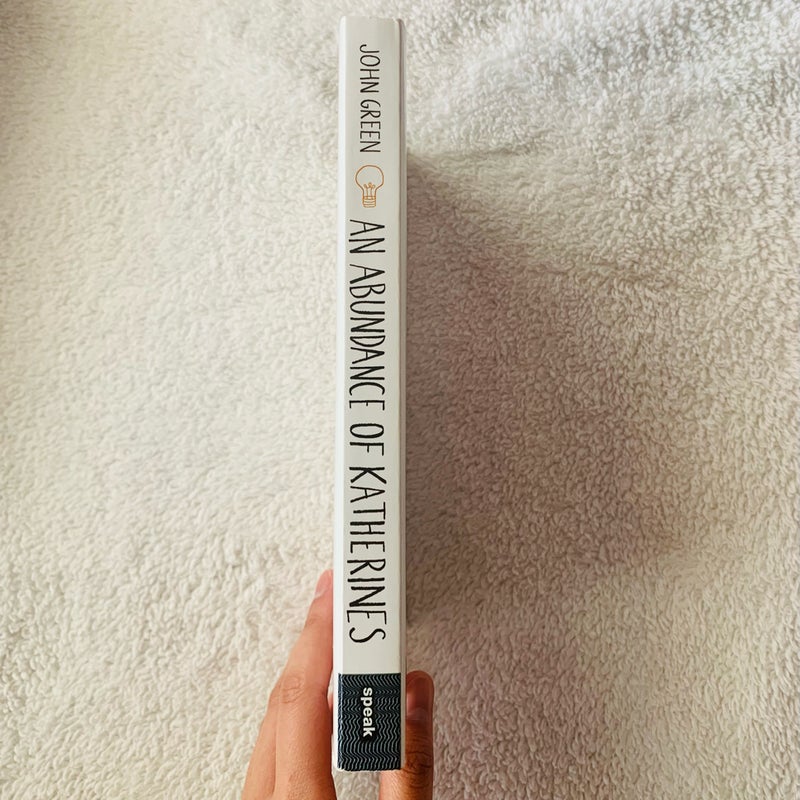 JOHN GREEN
AN ABUNDANCE OF KATHERINES
speak